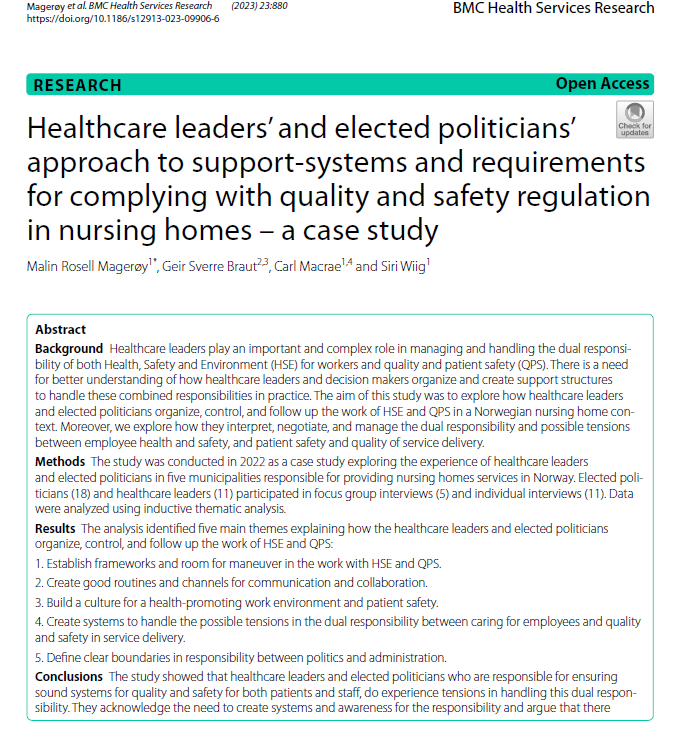 Magerøy et al. BMC Health Services Research (2023) 23:880
https://doi.org/10.1186/s12913-023-09906-6
BMC Health Services Research
RESEARCH
Open Access
Check for
updates
Healthcare leaders’ and elected politicians’
approach to support-systems and requirements
for complying with quality and safety regulation
in nursing homes – a case study
Malin Rosell Magerøy1*, Geir Sverre Braut2,3, Carl Macrae1,4 and Siri Wiig1
Abstract
Background Healthcare leaders play an important and complex role in managing and handling the dual responsi-
bility of both Health, Safety and Environment (HSE) for workers and quality and patient safety (QPS). There is a need
for better understanding of how healthcare leaders and decision makers organize and create support structures
to handle these combined responsibilities in practice. The aim of this study was to explore how healthcare leaders
and elected politicians organize, control, and follow up the work of HSE and QPS in a Norwegian nursing home con-
text. Moreover, we explore how they interpret, negotiate, and manage the dual responsibility and possible tensions
between employee health and safety, and patient safety and quality of service delivery.
Methods The study was conducted in 2022 as a case study exploring the experience of healthcare leaders
and elected politicians in five municipalities responsible for providing nursing homes services in Norway. Elected poli-
ticians (18) and healthcare leaders (11) participated in focus group interviews (5) and individual interviews (11). Data
were analyzed using inductive thematic analysis.
Results The analysis identified five main themes explaining how the healthcare leaders and elected politicians
organize, control, and follow up the work of HSE and QPS:
1. Establish frameworks and room for maneuver in the work with HSE and QPS.
2. Create good routines and channels for communication and collaboration.
3. Build a culture for a health-promoting work environment and patient safety.
4. Create systems to handle the possible tensions in the dual responsibility between caring for employees and quality
and safety in service delivery.
5. Define clear boundaries in responsibility between politics and administration.
Conclusions The study showed that healthcare leaders and elected politicians who are responsible for ensuring
sound systems for quality and safety for both patients and staff, do experience tensions in handling this dual respon-
sibility. They acknowledge the need to create systems and awareness for the responsibility and argue that there